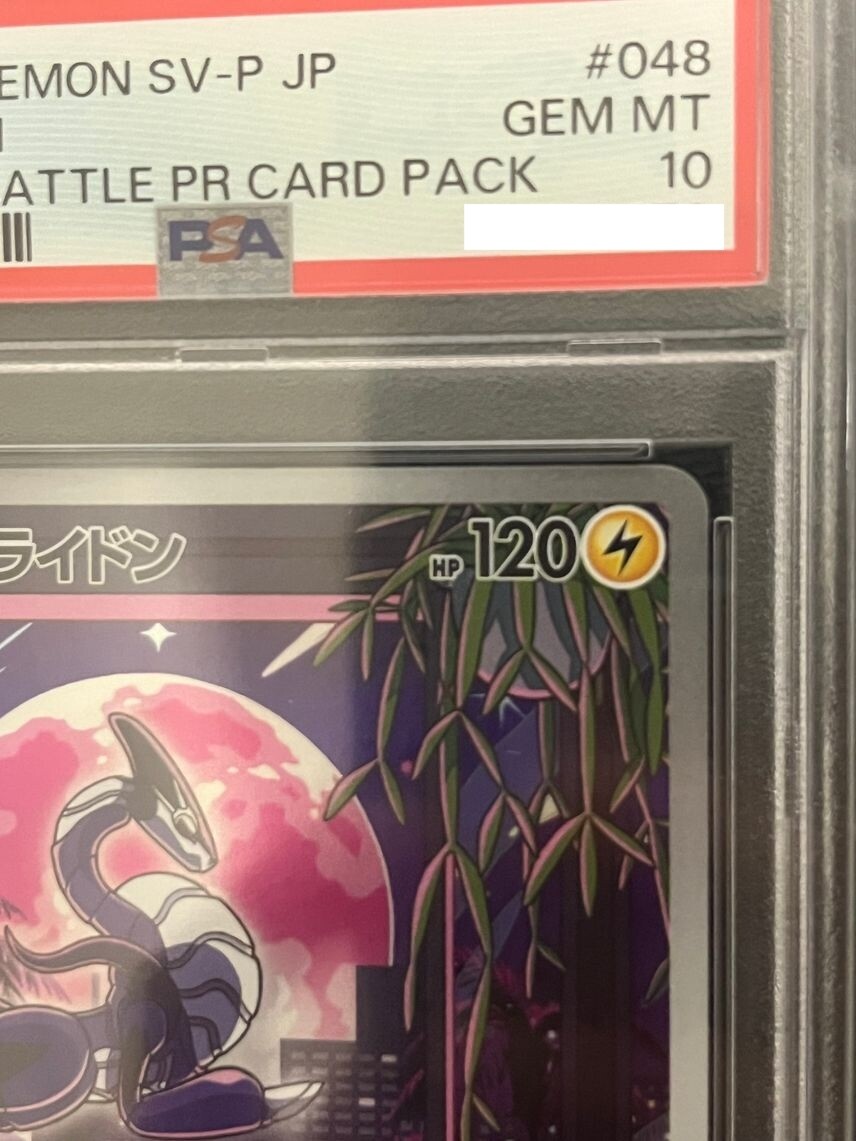 EMON SV-P JP #048
GEM MT
ATTLE PR CARD PACK 10
PSA
ライドン HP 120